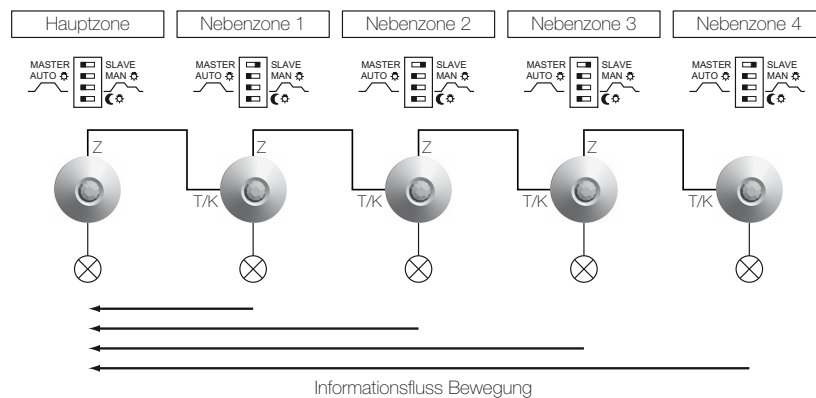 Hauptzone Nebenzone 1 Nebenzone 2 Nebenzone 3 Nebenzone 4
MASTER SLAVE MASTER SLAVE MASTER SLAVE MASTER SLAVE MASTER SLAVE
AUTO MAN AUTO MAN AUTO MAN AUTO MAN AUTO MAN
Z Z Z Z
T/K T/K T/K T/K
Informationsfluss Bewegung